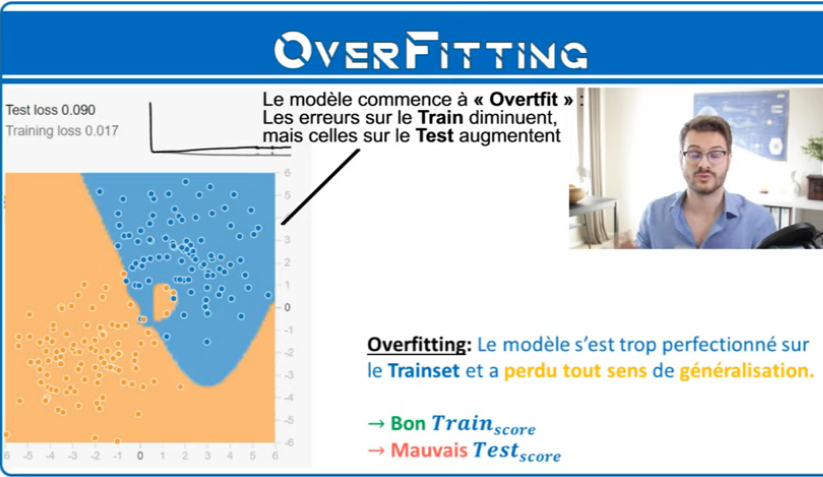 OVERFITTING
Test loss 0.090
Training loss 0.017
Le modèle commence à « Overtfit » :
Les erreurs sur le Train diminuent,
mais celles sur le Test augmentent
6
5
3
2
1
0
-1
-2
-3
-4
-5
-6
6 -5 -4 -3 -2 -1 0 1 2 3 4 5 6
Overfitting: Le modèle s'est trop perfectionné sur
le Trainset et a perdu tout sens de généralisation.
→ Bon Train score
→ Mauvais Test score